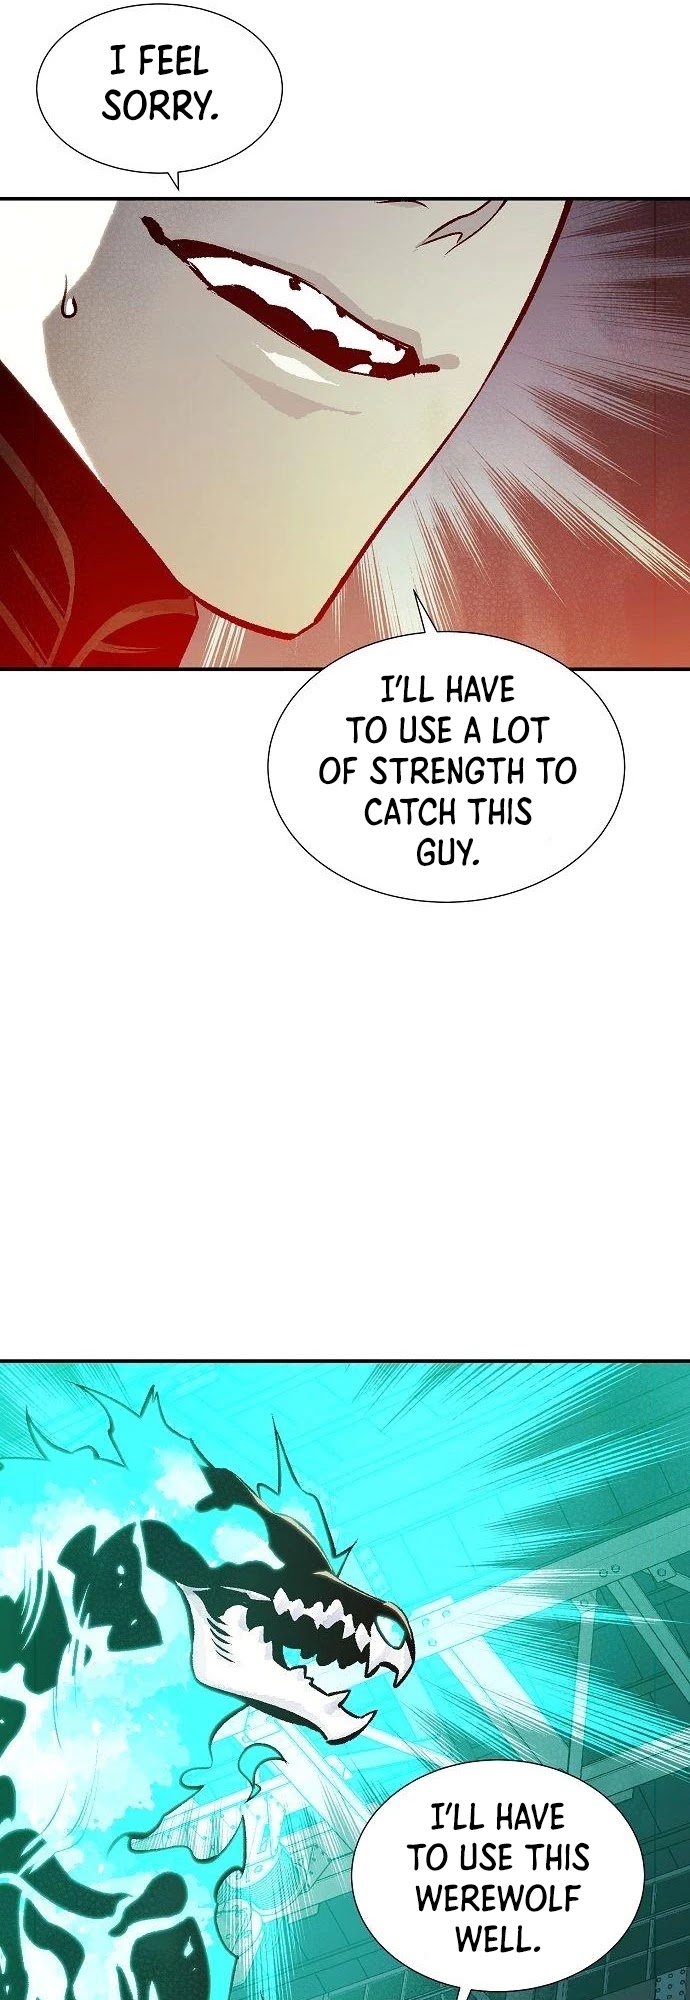 I FEEL
SORRY.
I'LL HAVE
TO USE A LOT
OF STRENGTH TO
CATCH THIS
GUY.
I'LL HAVE
TO USE THIS
WEREWOLF
WELL.